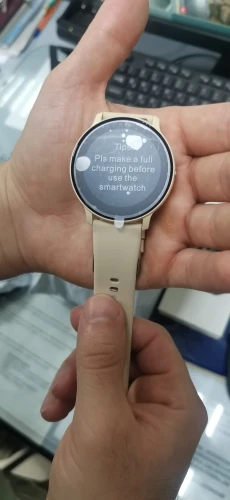 Tip
Pls make a full
charging before
use the
smartwatch